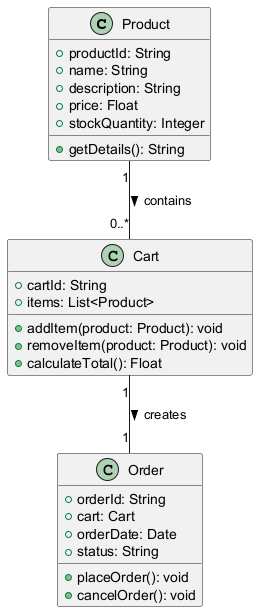 C Product
productId: String
name: String
description: String
price: Float
stockQuantity: Integer
getDetails(): String
1
contains
0..*
C Cart
cartId: String
items: List<Product>
addItem(product: Product): void
removeItem(product: Product): void
calculateTotal(): Float
1
creates
1
C Order
orderId: String
cart: Cart
orderDate: Date
status: String
placeOrder(): void
cancelOrder(): void